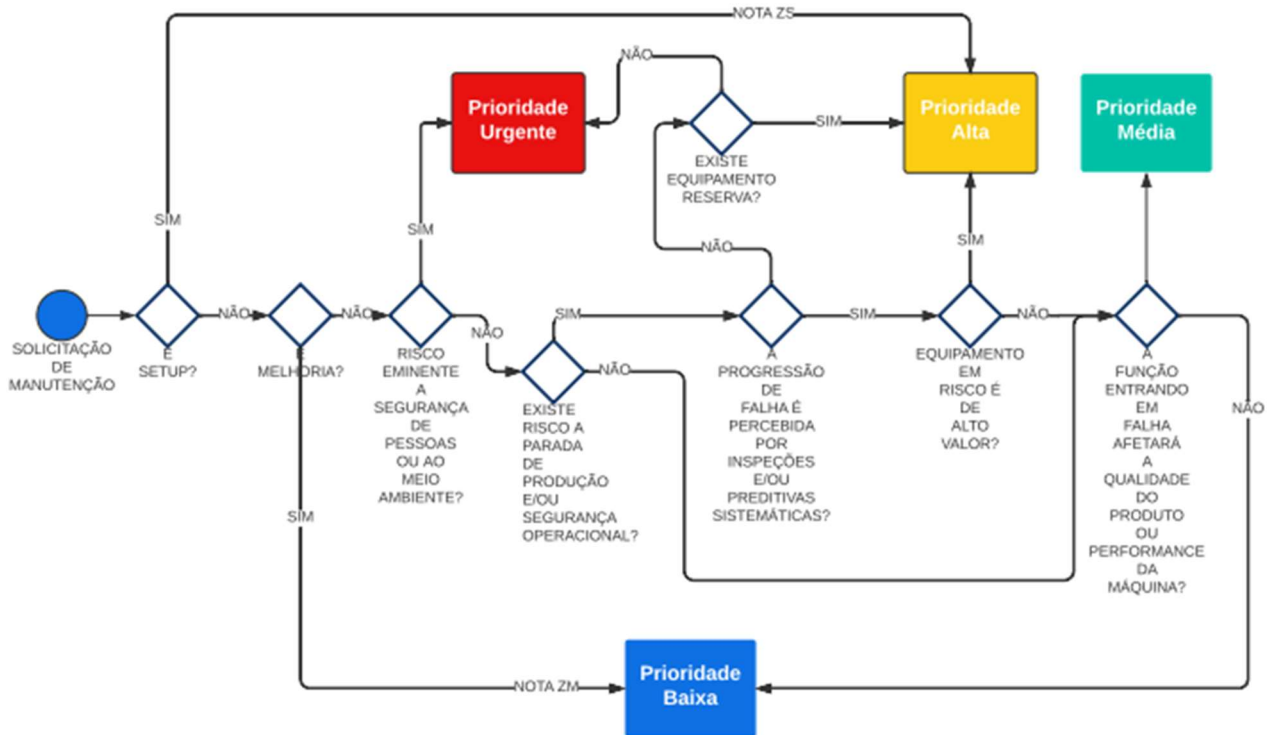 NOTA ZS
NÃO
Prioridade
Urgente
Prioridade
Alta
Prioridade
Média
SIM
EXISTE
EQUIPAMENTO
RESERVA?
SIM
SIM
NÃO
SIM
SOLICITAÇÃO
DE
MANUTENÇÃO
NÃO
NÃO
NÃO
SIM
SIM
NÃO
É
SETUP?
É
MELHORIA?
RISCO
EMINENTE
A
SEGURANÇA
DE
PESSOAS
OU AO
MEIO
AMBIENTE?
NÃO
EXISTE
RISCO A
PARADA
DE
PRODUÇÃO
E/OU
SEGURANÇA
OPERACIONAL?
A
PROGRESSÃO
DE
FALHA É
PERCEBIDA
POR
INSPEÇÕES
E/OU
PREDITIVAS
SISTEMÁTICAS?
EQUIPAMENTO
EM
RISCO É
DE
ALTO
VALOR?
A
FUNÇÃO
ENTRANDO
EM
FALHA
AFETARÁ
A
QUALIDADE
DO
PRODUTO
OU
PERFORMANCE
DA
MÁQUINA?
NÃO
SIM
NOTA ZM
Prioridade
Baixa